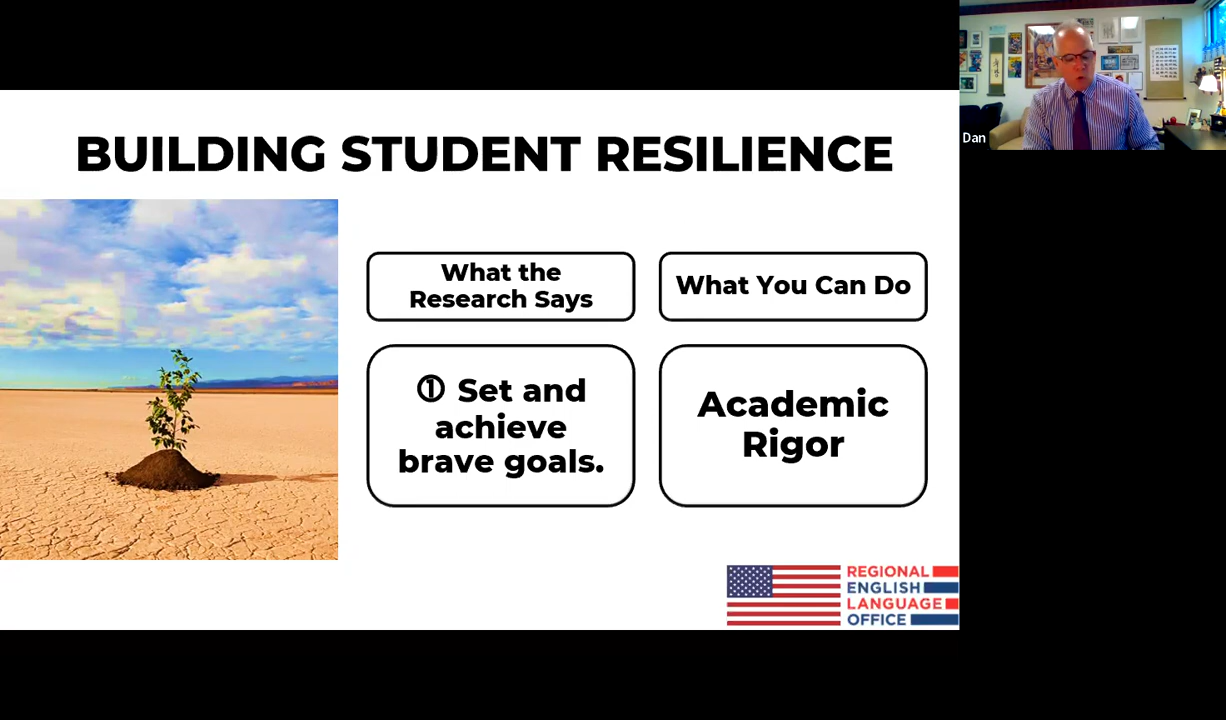 BUILDING STUDENT RESILIENCE
What the
Research Says
What You Can Do
① Set and
achieve
brave goals.
Academic
Rigor
REGIONAL
ENGLISH
LANGUAGE
OFFICE
Dan